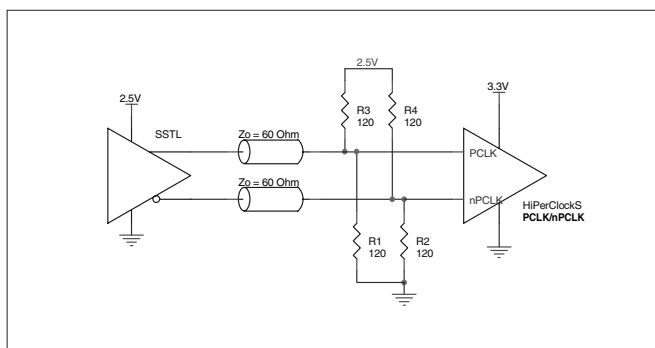 2.5V
3.3V
2.5V
SSTL
Zo = 60 Ohm
R3
120
R4
120
PCLK
Zo = 60 Ohm
nPCLK
HiPerClockS
PCLK/nPCLK
R1
120
R2
120